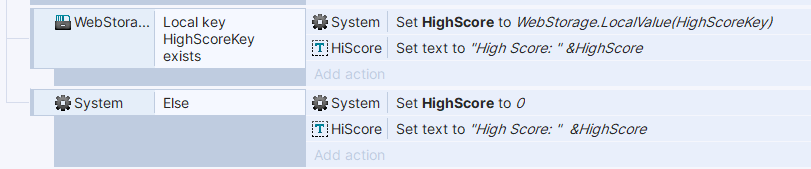 WebStora... Local key System Set HighScore to WebStorage.LocalValue(HighScoreKey)
HighScoreKey HiScore Set text to "High Score: " &HighScore
exists
Add action
System Else System Set HighScore to 0
HiScore Set text to "High Score: "  &HighScore
Add action